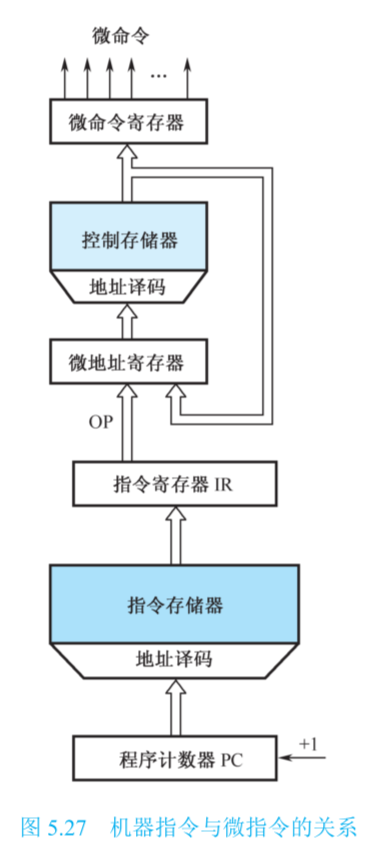 微命令
…
微命令寄存器
控制存储器
地址译码
微地址寄存器
OP
指令寄存器 IR
指令存储器
地址译码
+1
程序计数器 PC
图 5.27 机器指令与微指令的关系